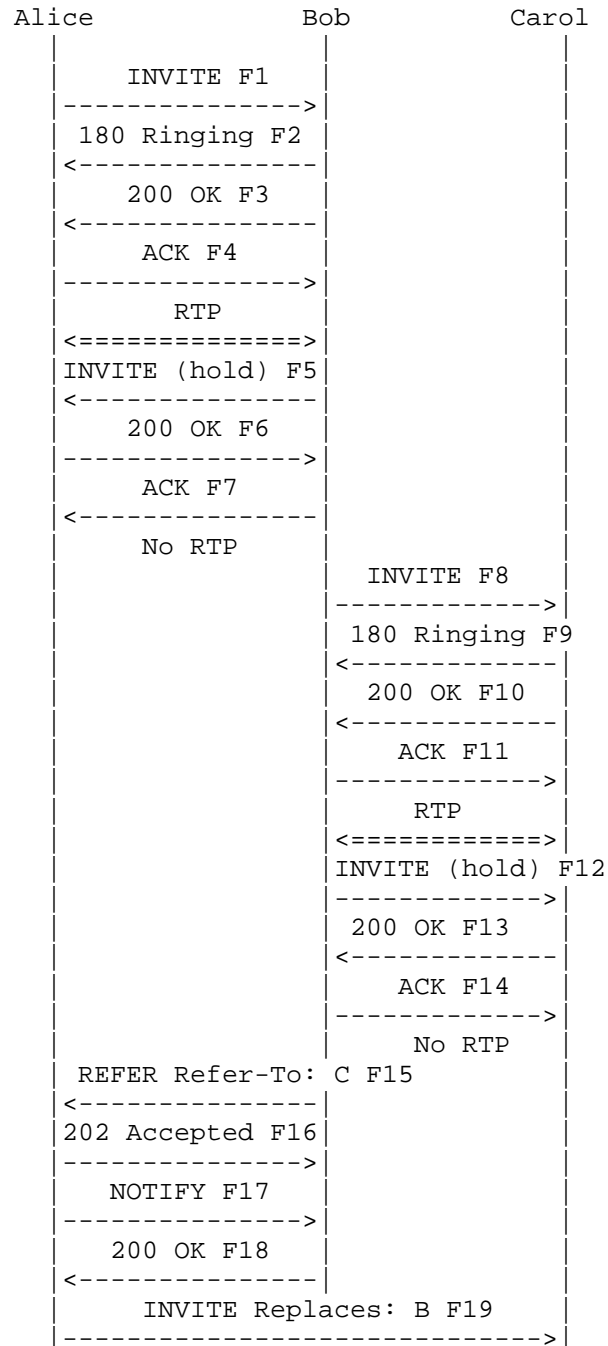 Alice Bob Carol
INVITE F1
180 Ringing F2
200 OK F3
ACK F4
RTP
INVITE (hold) F5
200 OK F6
ACK F7
No RTP
INVITE F8
180 Ringing F9
200 OK F10
ACK F11
RTP
INVITE (hold) F12
200 OK F13
ACK F14
No RTP
REFER Refer-To: C F15
202 Accepted F16
NOTIFY F17
200 OK F18
INVITE Replaces: B F19